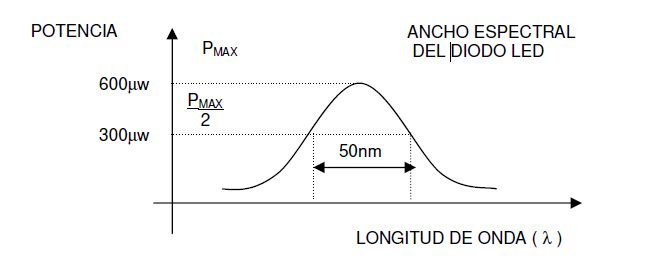 POTENCIA
ANCHO ESPECTRAL
DEL DIODO LED
PMAX
600μw
PMAX
2
300μw
50nm
LONGITUD DE ONDA ( λ )